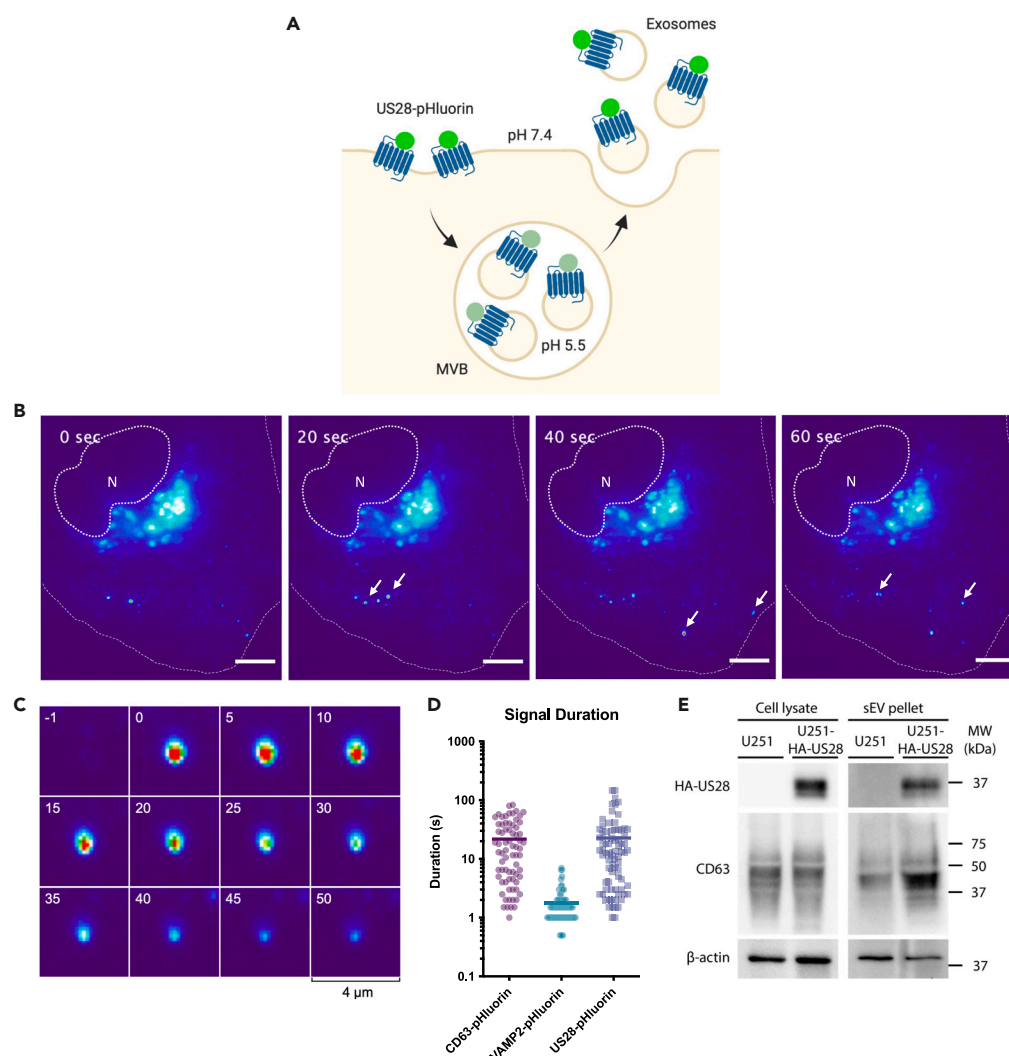 A
Exosomes
US28-pHluorin
pH 7.4
pH 5.5
MVB
B
0 sec
N
20 sec
N
40 sec
N
60 sec
N
C
-1
0
5
10
15
20
25
30
35
40
45
50
4 µm
D
Signal Duration
Duration (s)
1000
100
10
1
0.1
CD63-pHluorin
VAMP2-pHluorin
US28-pHluorin
E
Cell lysate
sEV pellet
U251
U251-
HA-US28
U251
U251-
HA-US28
MW
(kDa)
HA-US28
37
CD63
75
50
37
β-actin
37